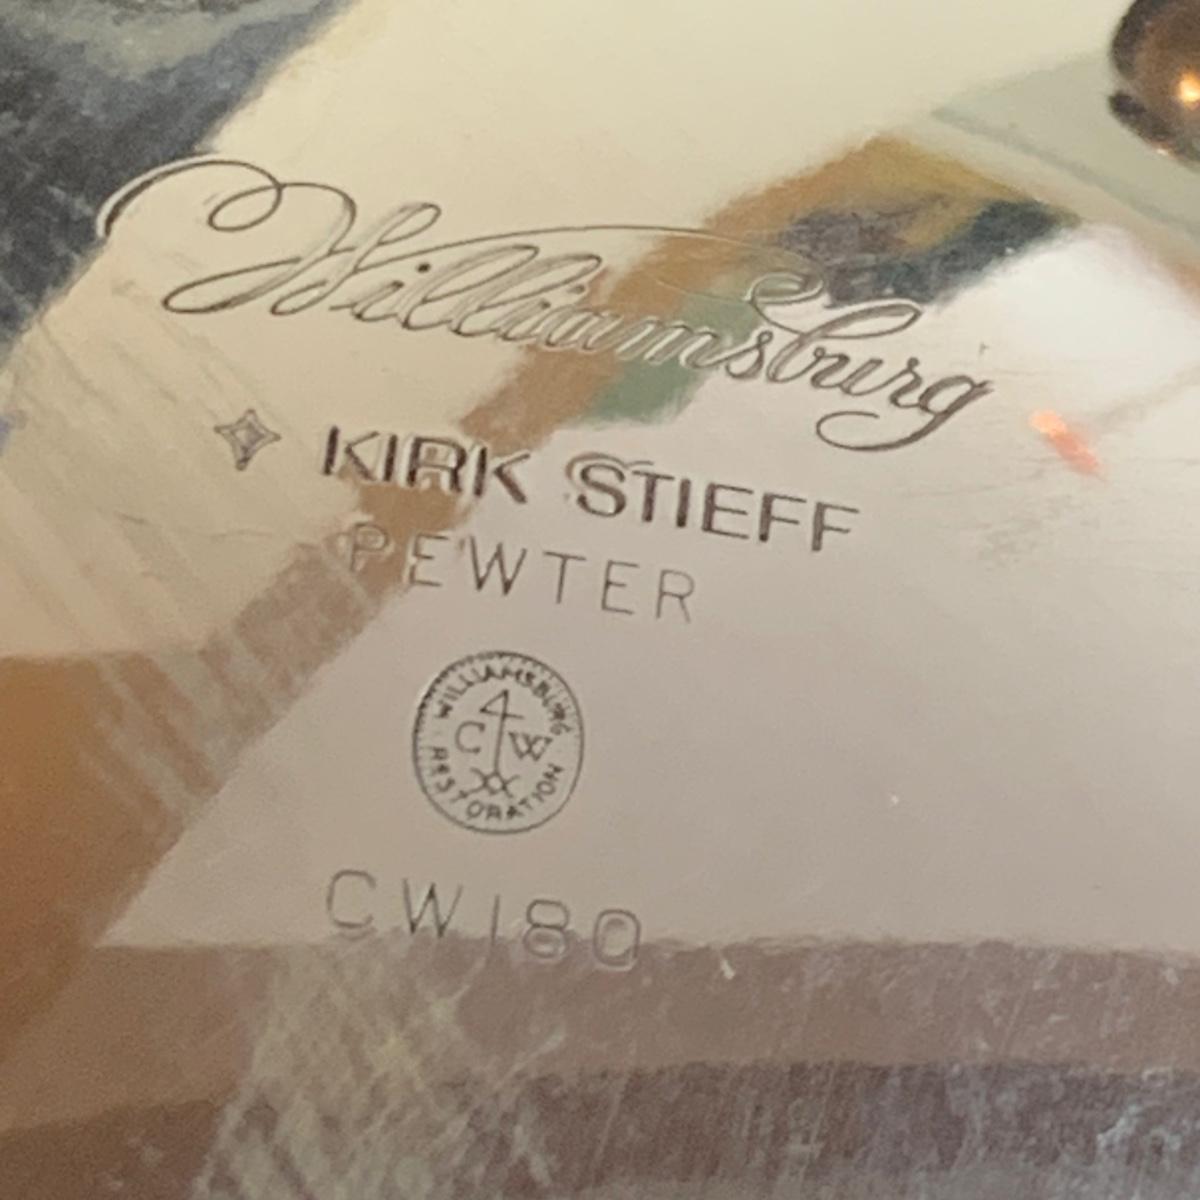 Williamsburg
KIRK STIEFF
PEWTER
WILLIAMSBURG
C W
RESTORATION
CW180